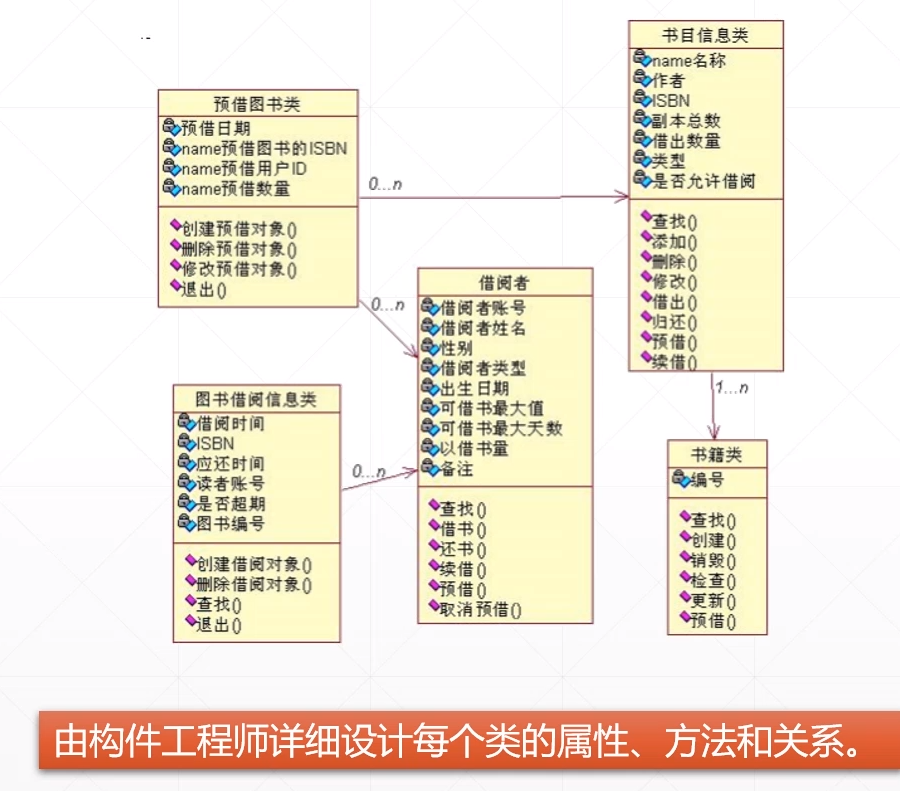 书目信息类
name名称
作者
ISBN
副本总数
借出数量
类型
是否允许借阅
查找()
添加()
删除()
修改()
借出()
归还()
预借()
续借()
预借图书类
预借日期
name预借图书的ISBN
name预借用户ID
name预借数量
创建预借对象()
删除预借对象()
修改预借对象()
退出()
0...n
0...n
借阅者
借阅者账号
借阅者姓名
性别
借阅者类型
出生日期
可借书最大值
可借书最大天数
以借书量
备注
查找()
借书()
还书()
续借()
预借()
取消预借()
图书借阅信息类
借阅时间
ISBN
应还时间
读者账号
是否超期
图书编号
创建借阅对象()
删除借阅对象()
查找()
退出()
0...n
1...n
书籍类
编号
查找()
创建()
销毁()
检查()
更新()
预借()
由构件工程师详细设计每个类的属性、方法和关系。